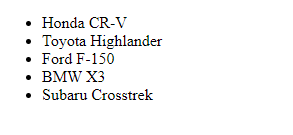 Honda CR-V
Toyota Highlander
Ford F-150
BMW X3
Subaru Crosstrek